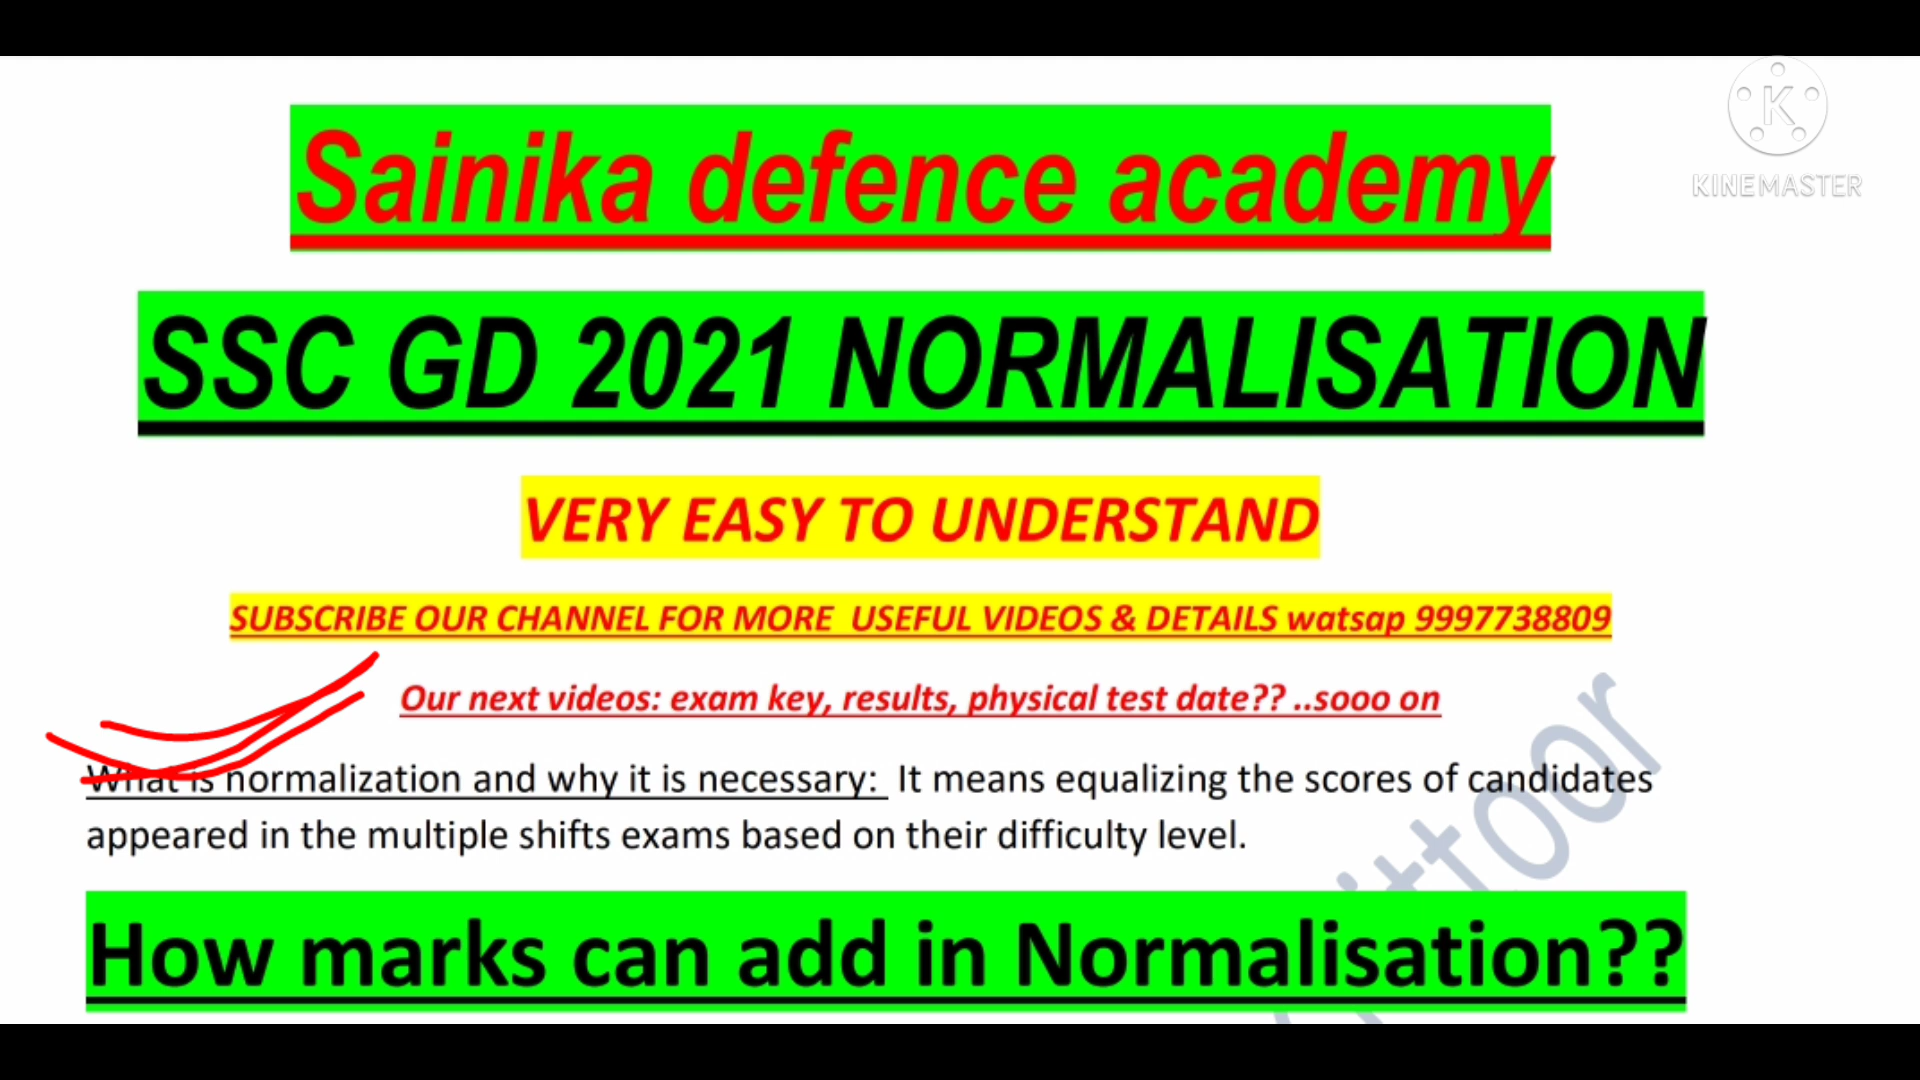 K
KINEMASTER
Sainika defence academy
SSC GD 2021 NORMALISATION
VERY EASY TO UNDERSTAND
SUBSCRIBE OUR CHANNEL FOR MORE USEFUL VIDEOS & DETAILS watsap 9997738809
Our next videos: exam key, results, physical test date?? ..sooo on
What is normalization and why it is necessary: It means equalizing the scores of candidates
appeared in the multiple shifts exams based on their difficulty level.
How marks can add in Normalisation??